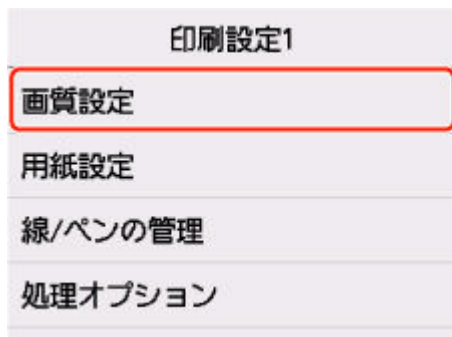 印刷設定1
画質設定
用紙設定
線/ペンの管理
処理オプション